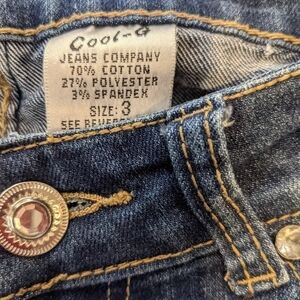 Cool-G
JEANS COMPANY
70% COTTON
27% POLYESTER
3% SPANDEX
SIZE: 3
SEE REVERSE